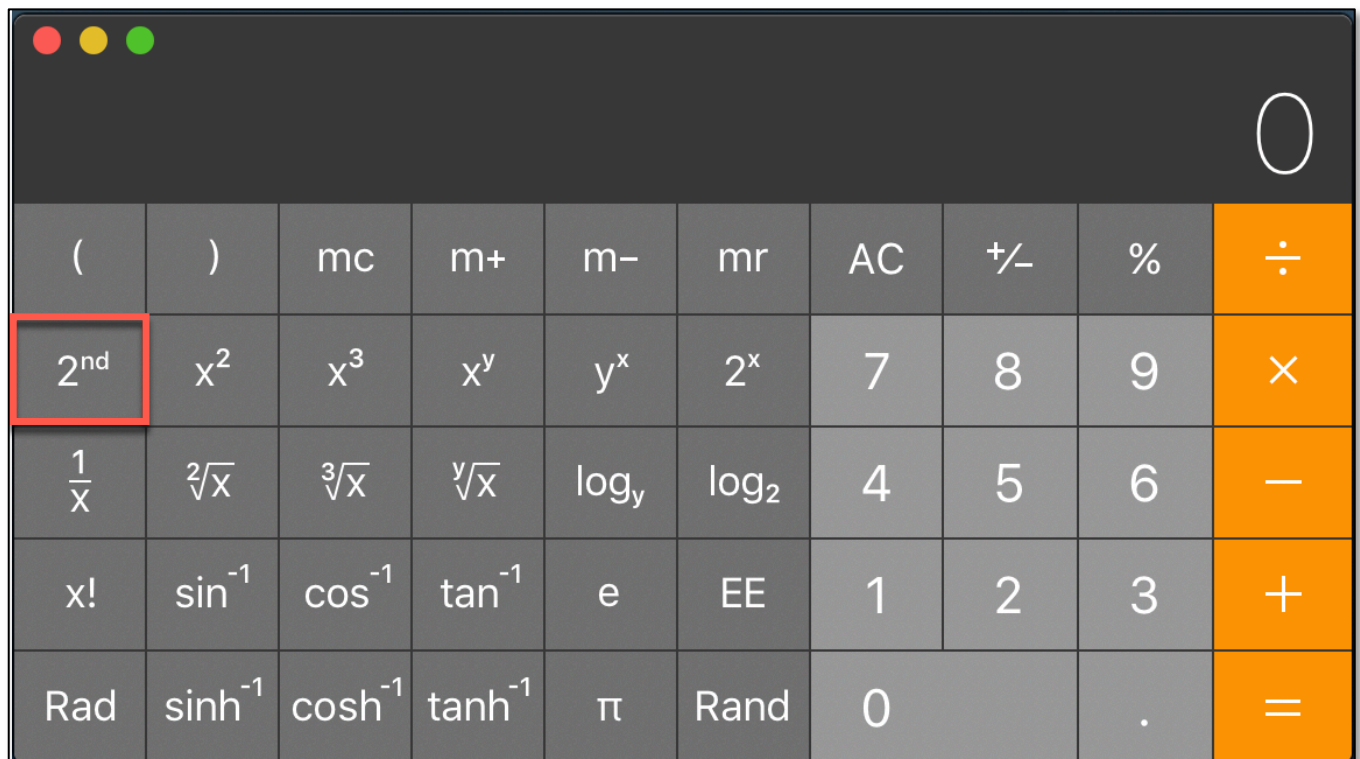 0
( ) mc m+ m− mr AC +/− % ÷
2ⁿᵈ x² x³ xʸ yˣ 2ˣ 7 8 9 ×
1/x ²√x ³√x ʸ√x logᵧ log₂ 4 5 6 −
x! sin⁻¹ cos⁻¹ tan⁻¹ e EE 1 2 3 +
Rad sinh⁻¹ cosh⁻¹ tanh⁻¹ π Rand 0 . =